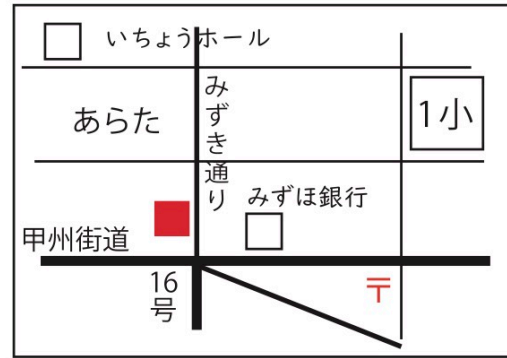 いちょうホール
みずき通り
あらた
1小
みずほ銀行
甲州街道
16号
〒